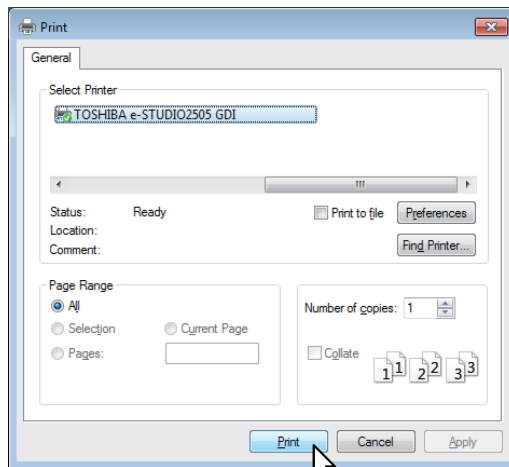 Print
General
Select Printer
TOSHIBA e-STUDIO2505 GDI
Status: Ready
Print to file
Preferences
Location:
Comment:
Find Printer...
Page Range
All
Selection
Current Page
Pages:
Number of copies: 1
Collate
1 1 2 2 3 3
Print
Cancel
Apply